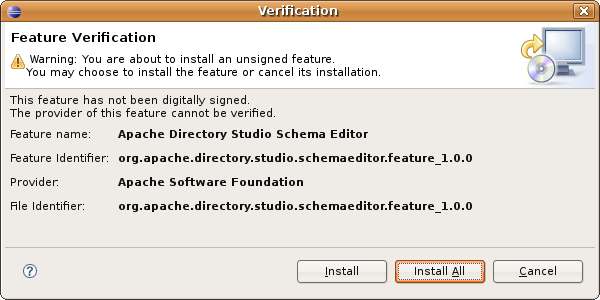 Verification
Feature Verification
Warning: You are about to install an unsigned feature.
You may choose to install the feature or cancel its installation.
This feature has not been digitally signed.
The provider of this feature cannot be verified.
Feature name: Apache Directory Studio Schema Editor
Feature Identifier: org.apache.directory.studio.schemaeditor.feature_1.0.0
Provider: Apache Software Foundation
File Identifier: org.apache.directory.studio.schemaeditor.feature_1.0.0
? Install Install All Cancel